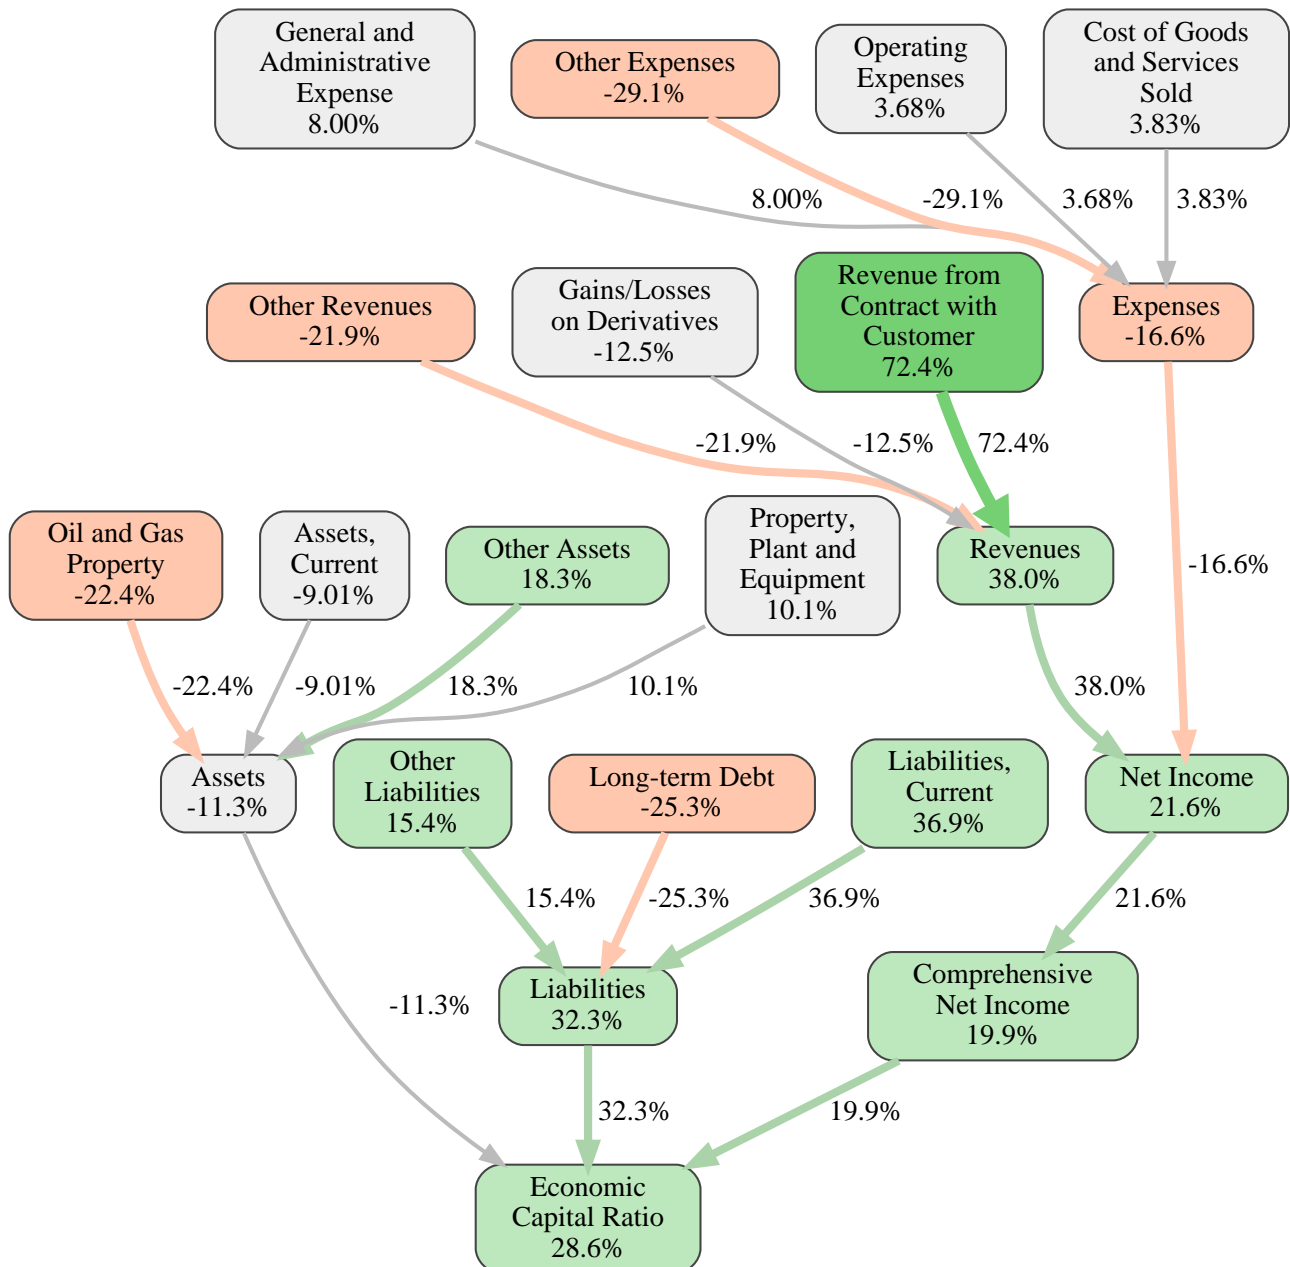 General and
Administrative
Expense
8.00%
Other Expenses
-29.1%
Operating
Expenses
3.68%
Cost of Goods
and Services
Sold
3.83%
8.00%
-29.1%
3.68%
3.83%
Other Revenues
-21.9%
Gains/Losses
on Derivatives
-12.5%
Revenue from
Contract with
Customer
72.4%
Expenses
-16.6%
-21.9%
-12.5%
72.4%
Oil and Gas
Property
-22.4%
Assets,
Current
-9.01%
Other Assets
18.3%
Property,
Plant and
Equipment
10.1%
Revenues
38.0%
-16.6%
-22.4%
-9.01%
18.3%
10.1%
38.0%
Assets
-11.3%
Other
Liabilities
15.4%
Long-term Debt
-25.3%
Liabilities,
Current
36.9%
Net Income
21.6%
15.4%
-25.3%
36.9%
21.6%
-11.3%
Liabilities
32.3%
Comprehensive
Net Income
19.9%
32.3%
19.9%
Economic
Capital Ratio
28.6%